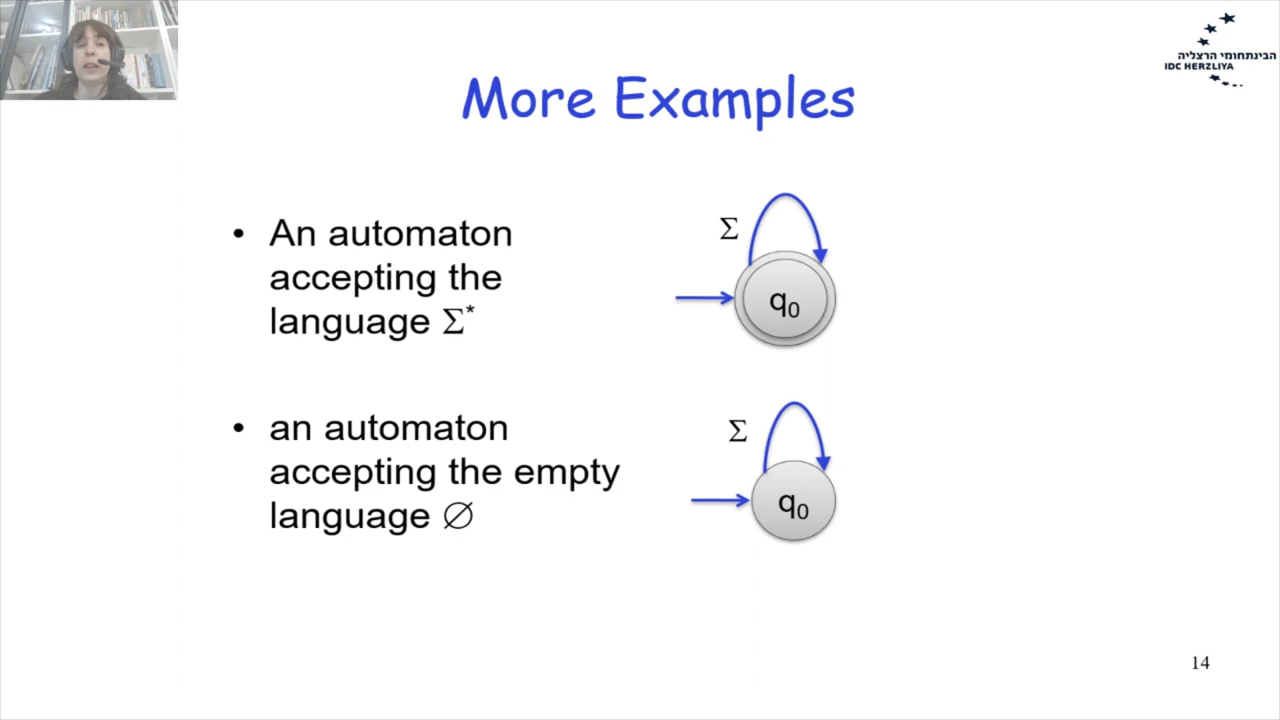 הבינתחומי הרצליה
IDC HERZLIYA
More Examples
• An automaton
accepting the
language Σ*
Σ
q0
• an automaton
accepting the empty
language ∅
Σ
q0
14